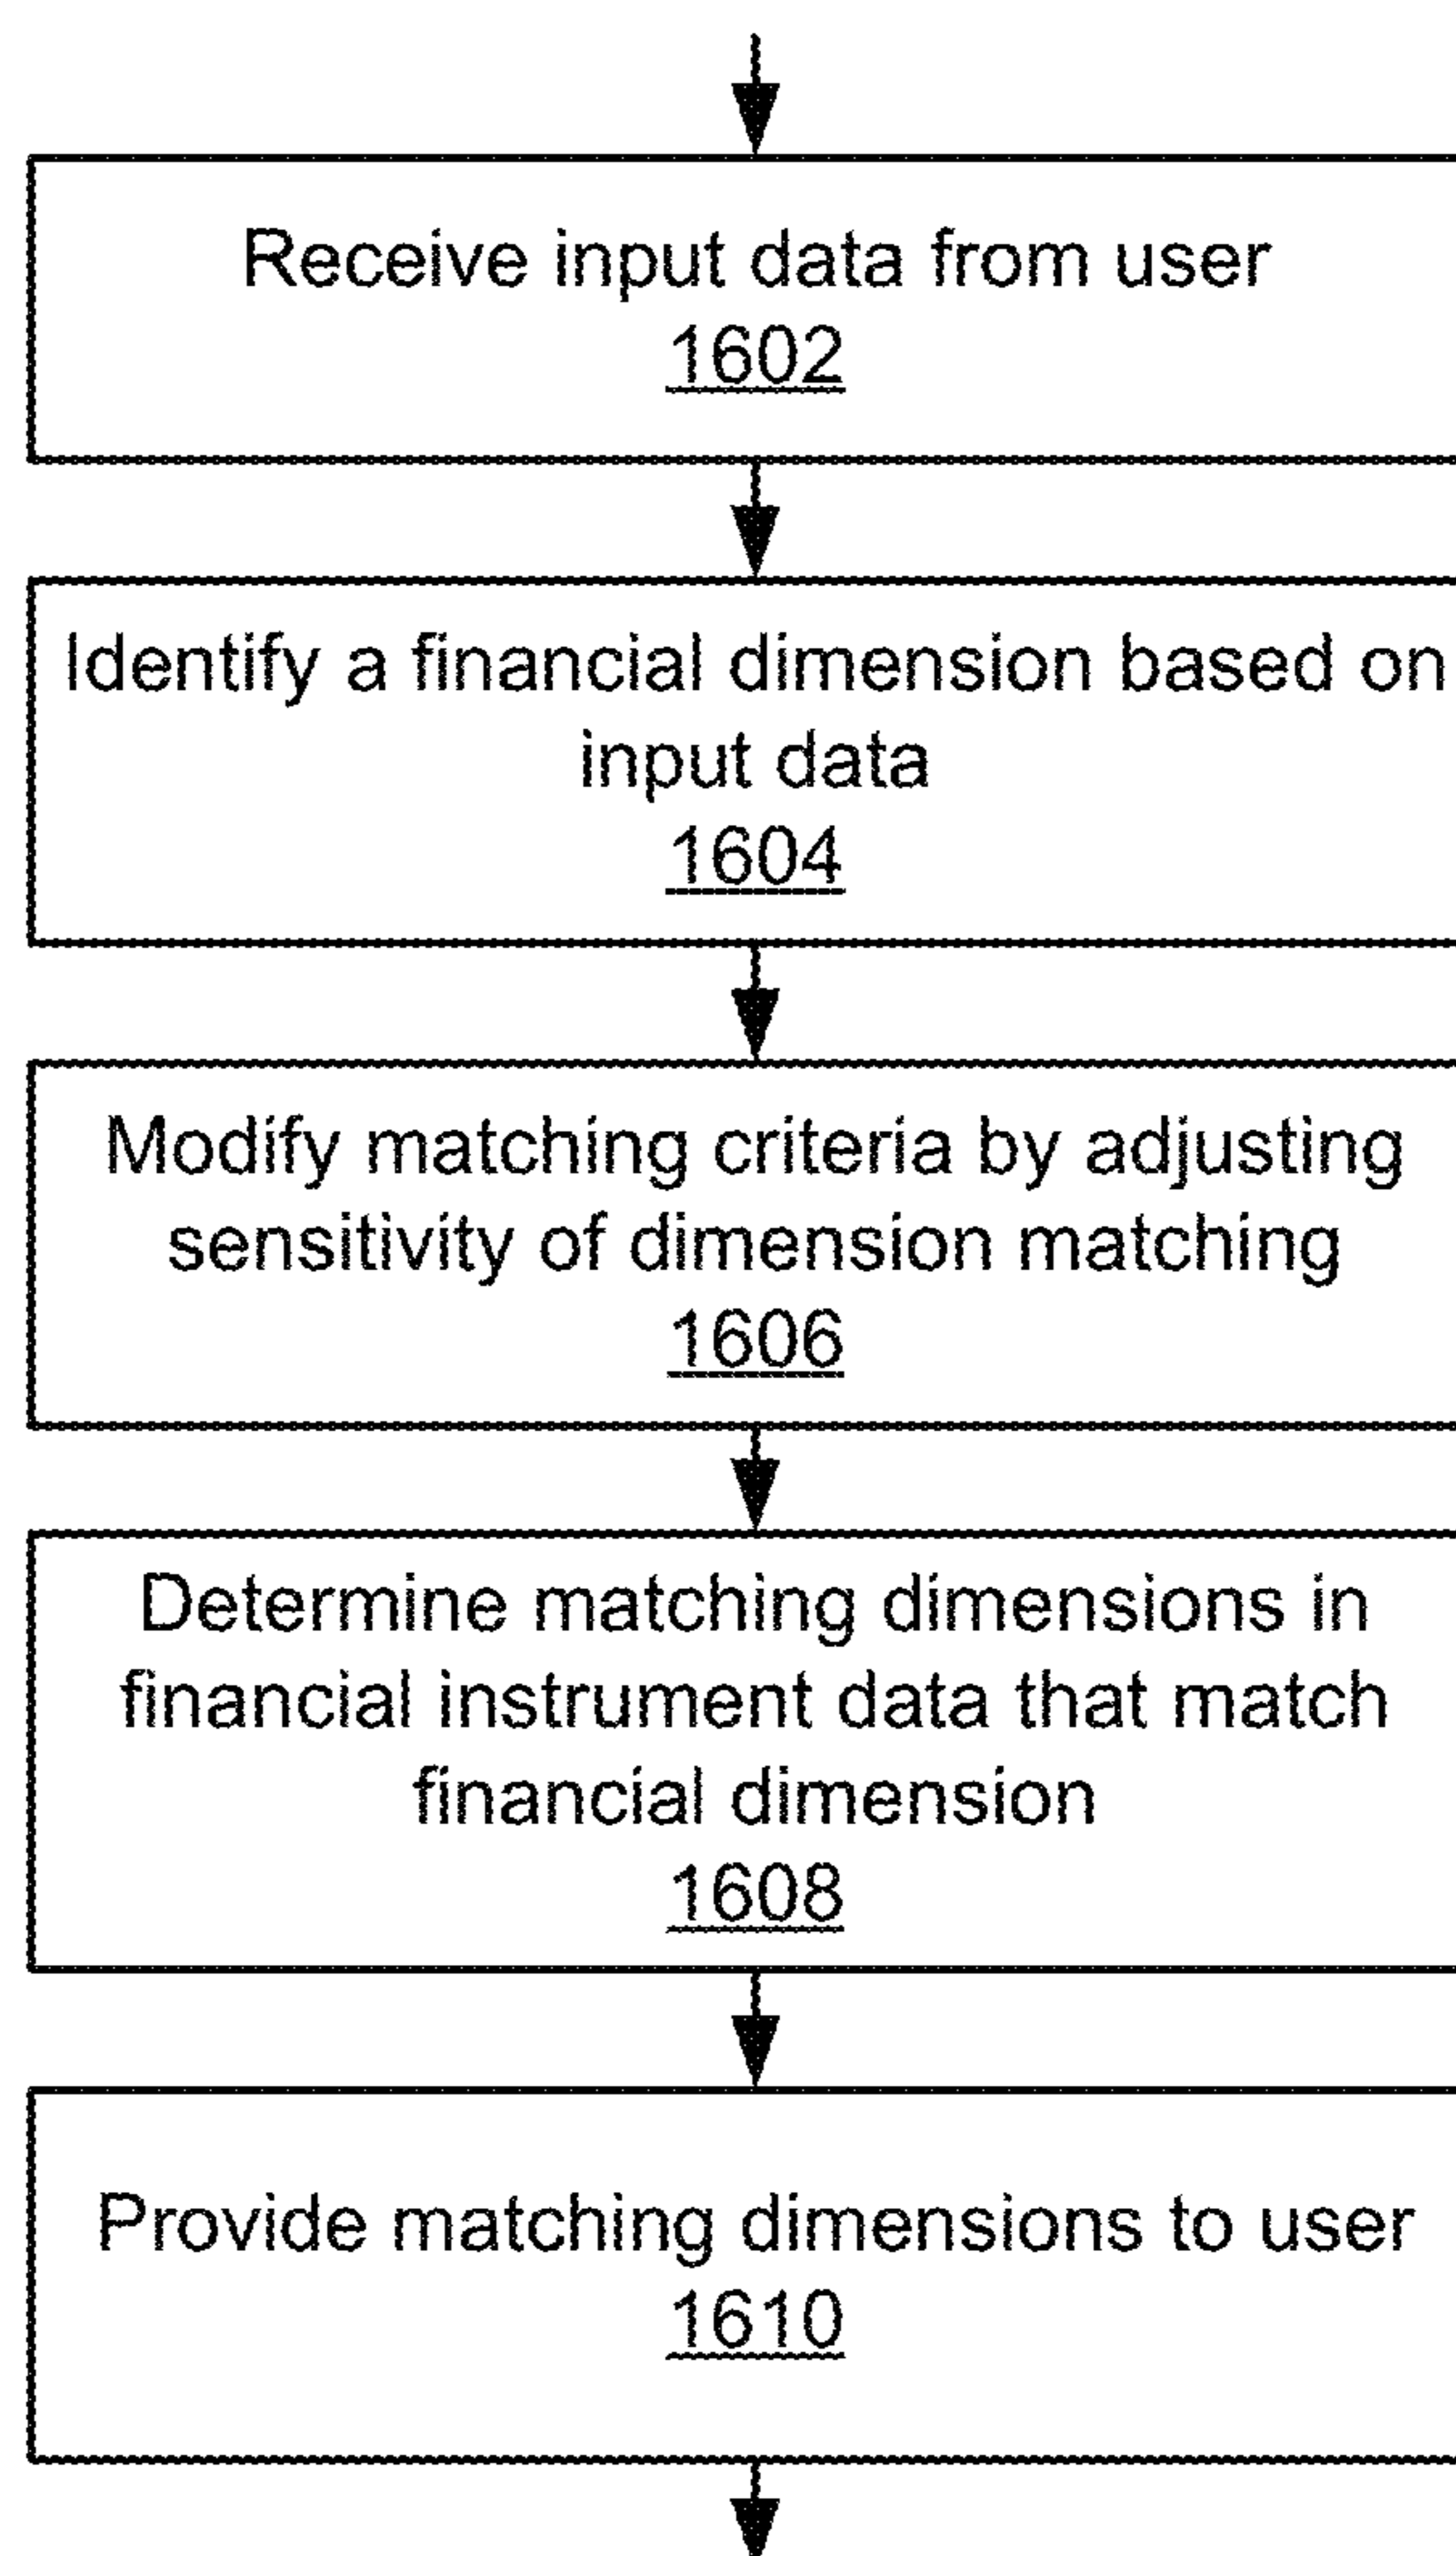 Receive input data from user
1602
Identify a financial dimension based on
input data
1604
Modify matching criteria by adjusting
sensitivity of dimension matching
1606
Determine matching dimensions in
financial instrument data that match
financial dimension
1608
Provide matching dimensions to user
1610